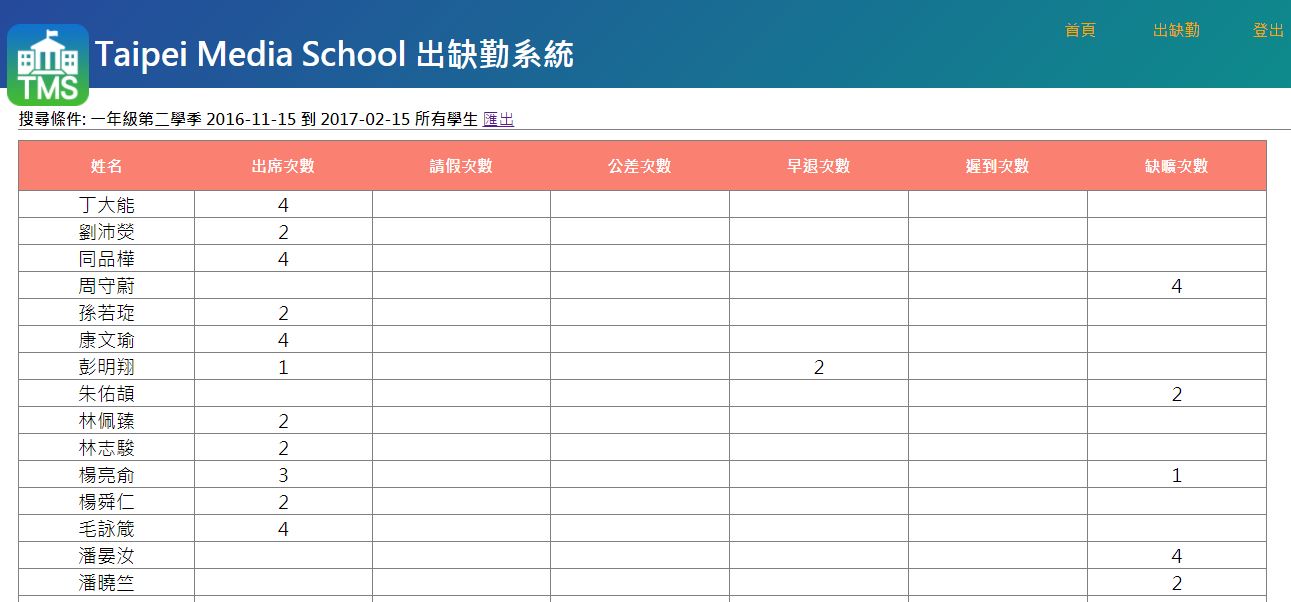 首頁 出缺勤 登出
TMS
Taipei Media School 出缺勤系統
搜尋條件: 一年級第二學季 2016-11-15 到 2017-02-15 所有學生 匯出
姓名 出席次數 請假次數 公差次數 早退次數 遲到次數 缺曠次數
丁大能 4
劉沛熒 2
同品樺 4
周守蔚 4
孫若琁 2
康文瑜 4
彭明翔 1 2
朱佑頡 2
林佩臻 2
林志駿 2
楊亮俞 3 1
楊舜仁 2
毛詠箴 4
潘晏汝 4
潘曉竺 2